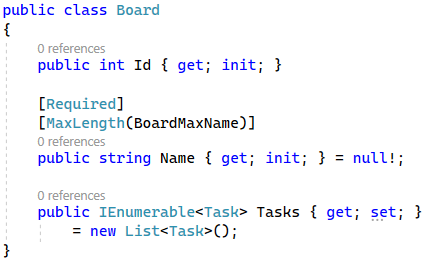 public class Board
{
0 references
public int Id { get; init; }
[Required]
[MaxLength(BoardMaxName)]
0 references
public string Name { get; init; } = null!;
0 references
public IEnumerable<Task> Tasks { get; set; }
= new List<Task>();
}